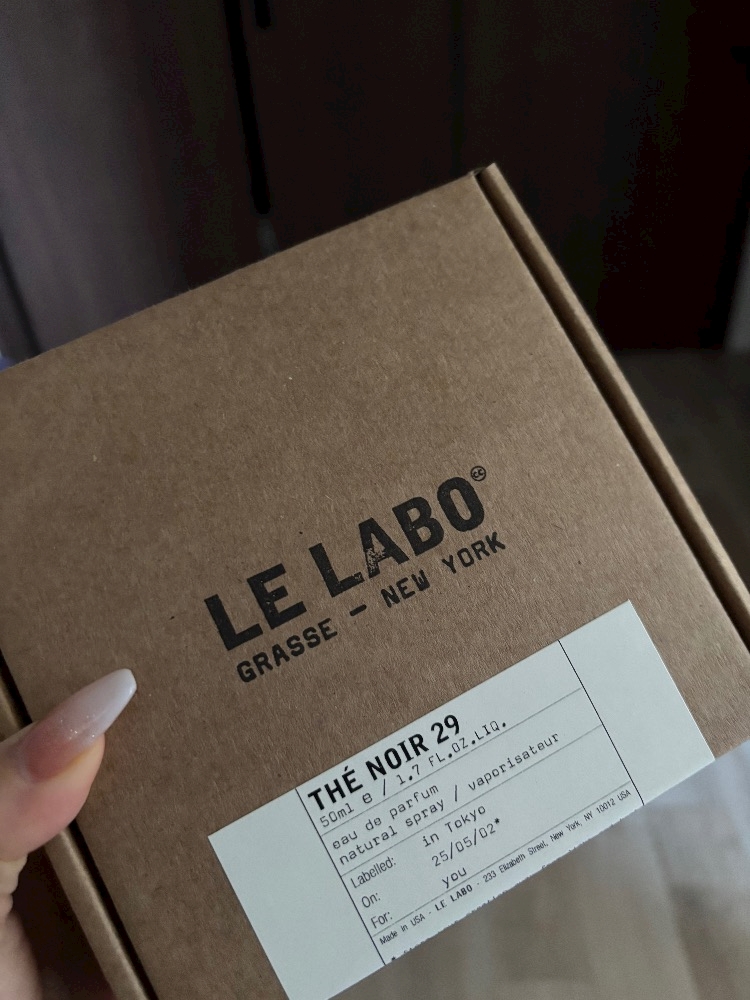 LE LABO
GRASSE – NEW YORK
THÉ NOIR 29
50ml e / 1.7 FL.OZ.LIQ.
eau de parfum
natural spray / vaporisateur
Labelled: in Tokyo
On: 25/05/02*
For: you
Made in USA · LE LABO · 233 Elizabeth Street, New York, NY 10012 USA